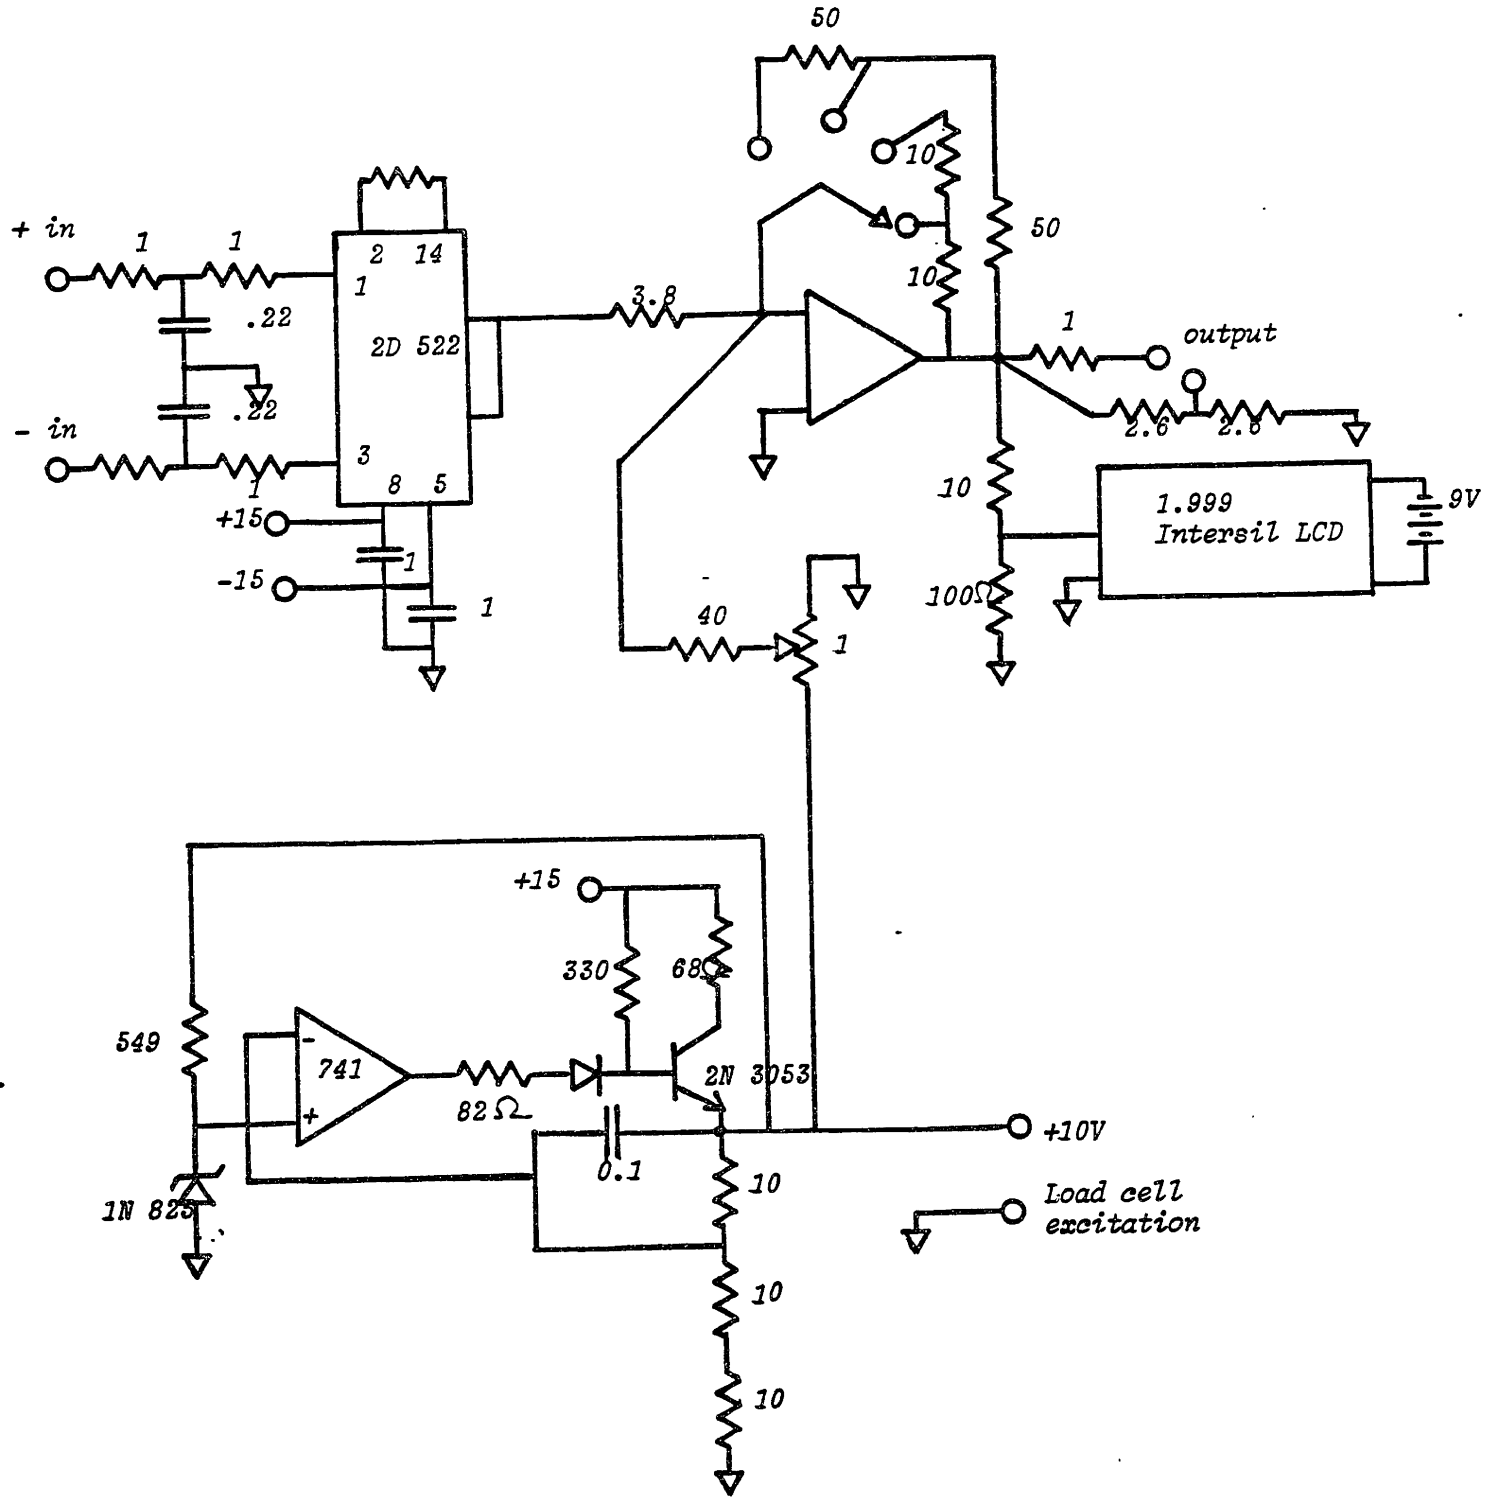 50
10
+ in
1
1
2 14
1
50
.22
10
3.8
1
output
2D 522
.22
- in
2.6 2.6
3
8 5
1
10
1.999
9V
+15
Intersil LCD
1
-15
100Ω
1
40
1
+15
330
68Ω
549
-
741
2N 3053
82Ω
+
+10V
0.1
10
1N 825
Load cell
excitation
10
10